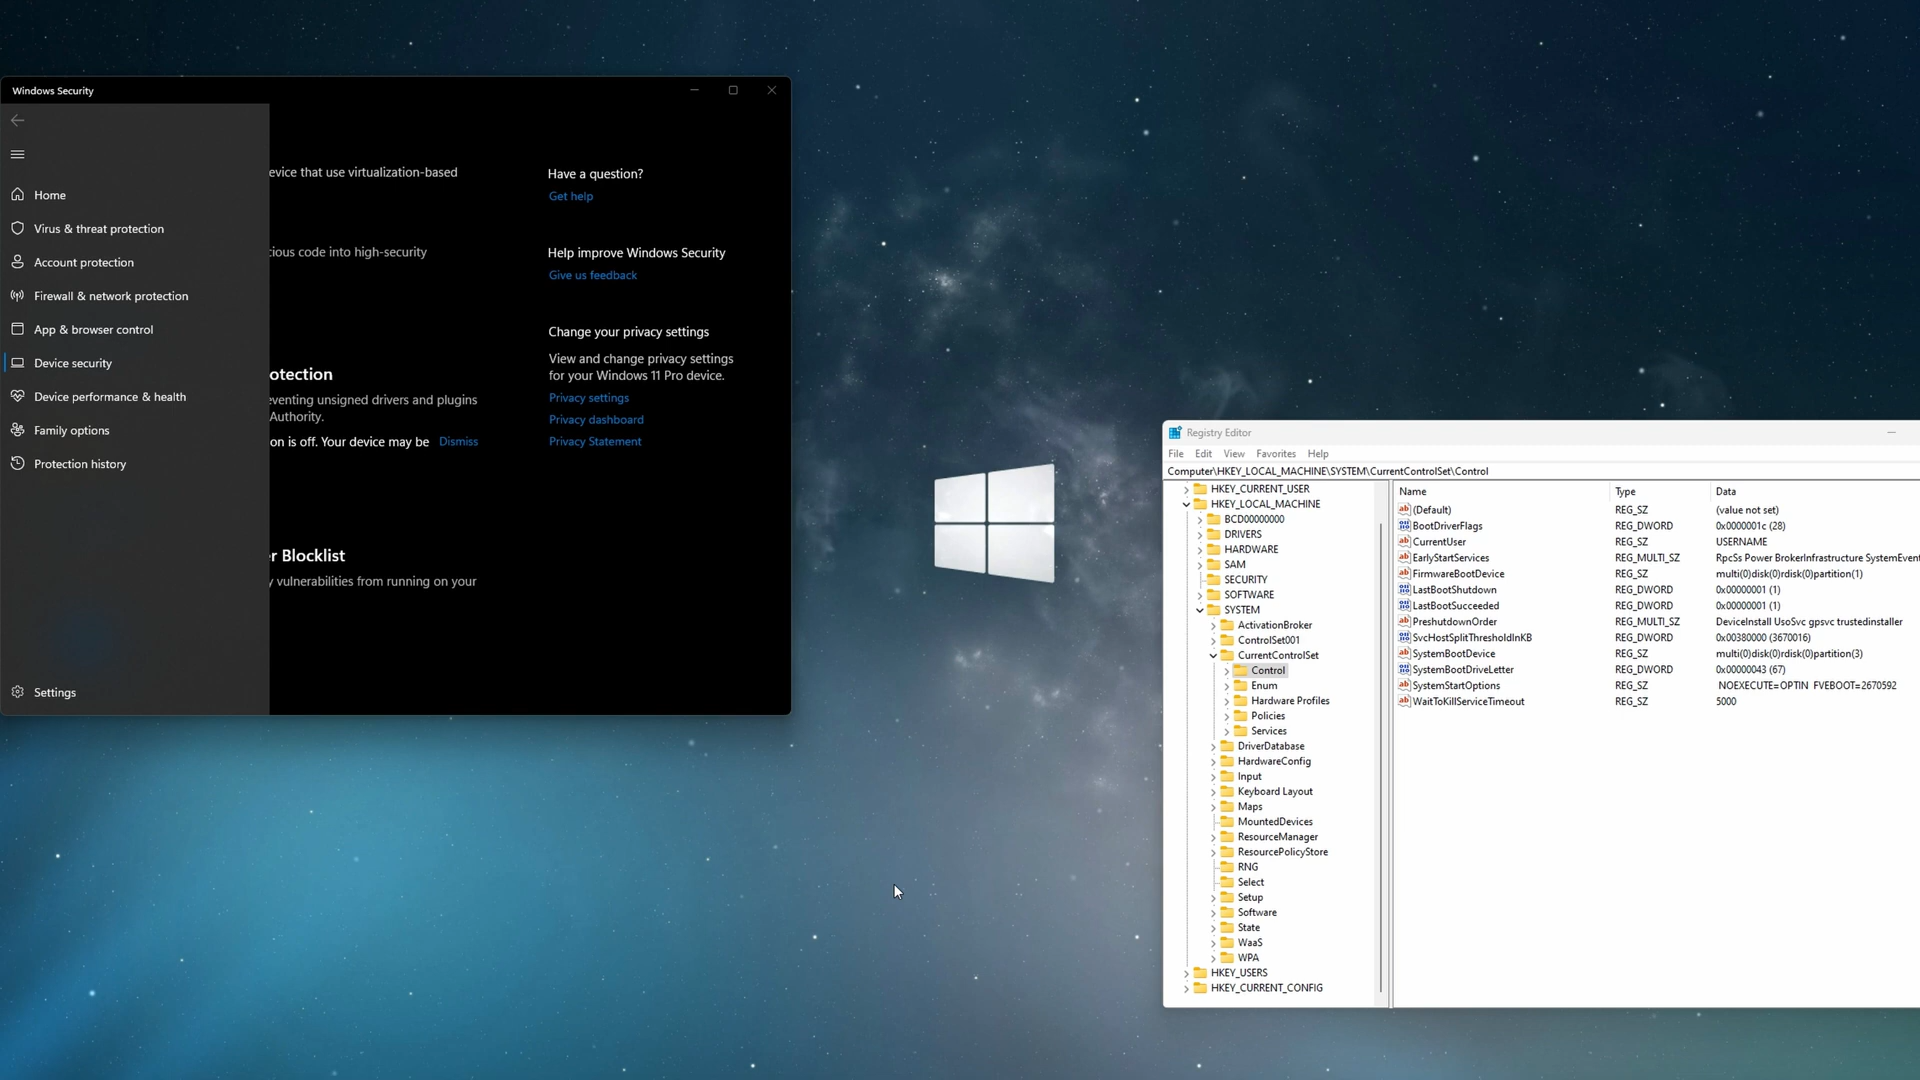 Windows Security
Home
Virus & threat protection
Account protection
Firewall & network protection
App & browser control
Device security
Device performance & health
Family options
Protection history
Settings
evice that use virtualization-based
cious code into high-security
otection
eventing unsigned drivers and plugins
Authority.
on is off. Your device may be Dismiss
r Blocklist
y vulnerabilities from running on your
Have a question?
Get help
Help improve Windows Security
Give us feedback
Change your privacy settings
View and change privacy settings
for your Windows 11 Pro device.
Privacy settings
Privacy dashboard
Privacy Statement
Registry Editor
File Edit View Favorites Help
Computer\HKEY_LOCAL_MACHINE\SYSTEM\CurrentControlSet\Control
HKEY_CURRENT_USER
HKEY_LOCAL_MACHINE
BCD00000000
DRIVERS
HARDWARE
SAM
SECURITY
SOFTWARE
SYSTEM
ActivationBroker
ControlSet001
CurrentControlSet
Control
Enum
Hardware Profiles
Policies
Services
DriverDatabase
HardwareConfig
Input
Keyboard Layout
Maps
MountedDevices
ResourceManager
ResourcePolicyStore
RNG
Select
Setup
Software
State
WaaS
WPA
HKEY_USERS
HKEY_CURRENT_CONFIG
Name Type Data
(Default) REG_SZ (value not set)
BootDriverFlags REG_DWORD 0x0000001c (28)
CurrentUser REG_SZ USERNAME
EarlyStartServices REG_MULTI_SZ RpcSs Power BrokerInfrastructure SystemEvent
FirmwareBootDevice REG_SZ multi(0)disk(0)rdisk(0)partition(1)
LastBootShutdown REG_DWORD 0x00000001 (1)
LastBootSucceeded REG_DWORD 0x00000001 (1)
PreshutdownOrder REG_MULTI_SZ DeviceInstall UsoSvc gpsvc trustedinstaller
SvcHostSplitThresholdInKB REG_DWORD 0x00380000 (3670016)
SystemBootDevice REG_SZ multi(0)disk(0)rdisk(0)partition(3)
SystemBootDriveLetter REG_DWORD 0x00000043 (67)
SystemStartOptions REG_SZ NOEXECUTE=OPTIN FVEBOOT=2670592
WaitToKillServiceTimeout REG_SZ 5000